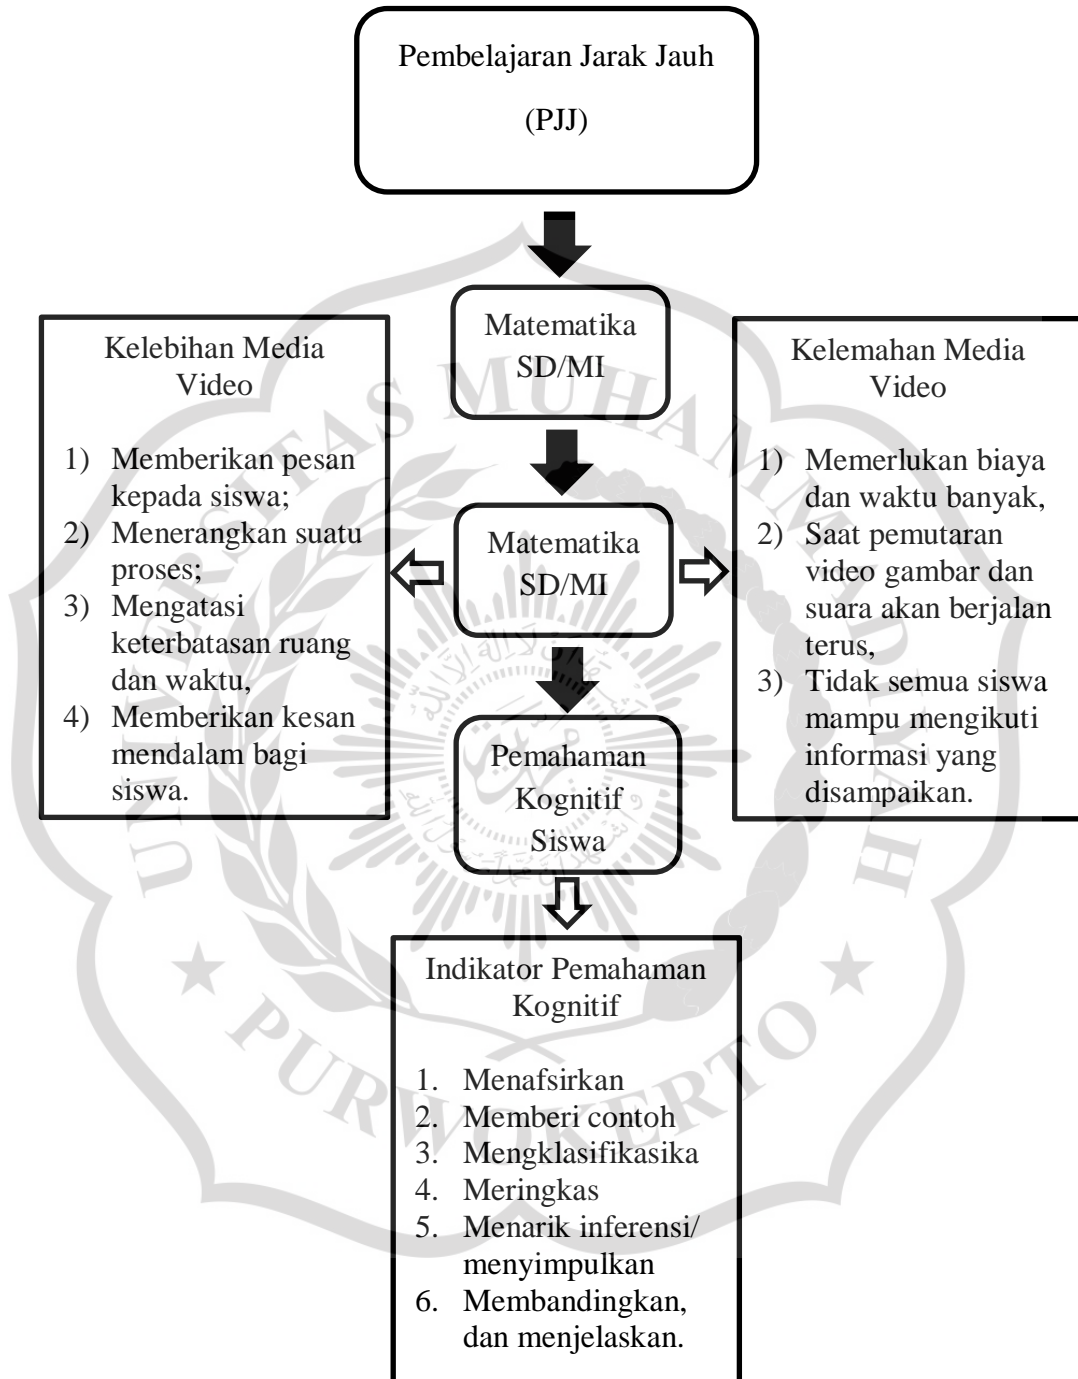 Pembelajaran Jarak Jauh
(PJJ)
Matematika
SD/MI
Kelebihan Media
Video
1) Memberikan pesan
kepada siswa;
2) Menerangkan suatu
proses;
3) Mengatasi
keterbatasan ruang
dan waktu,
4) Memberikan kesan
mendalam bagi
siswa.
Matematika
SD/MI
Kelemahan Media
Video
1) Memerlukan biaya
dan waktu banyak,
2) Saat pemutaran
video gambar dan
suara akan berjalan
terus,
3) Tidak semua siswa
mampu mengikuti
informasi yang
disampaikan.
Pemahaman
Kognitif
Siswa
Indikator Pemahaman
Kognitif
1. Menafsirkan
2. Memberi contoh
3. Mengklasifikasika
4. Meringkas
5. Menarik inferensi/
menyimpulkan
6. Membandingkan,
dan menjelaskan.
UNIVERSITAS MUHAMMADIYAH
PURWOKERTO